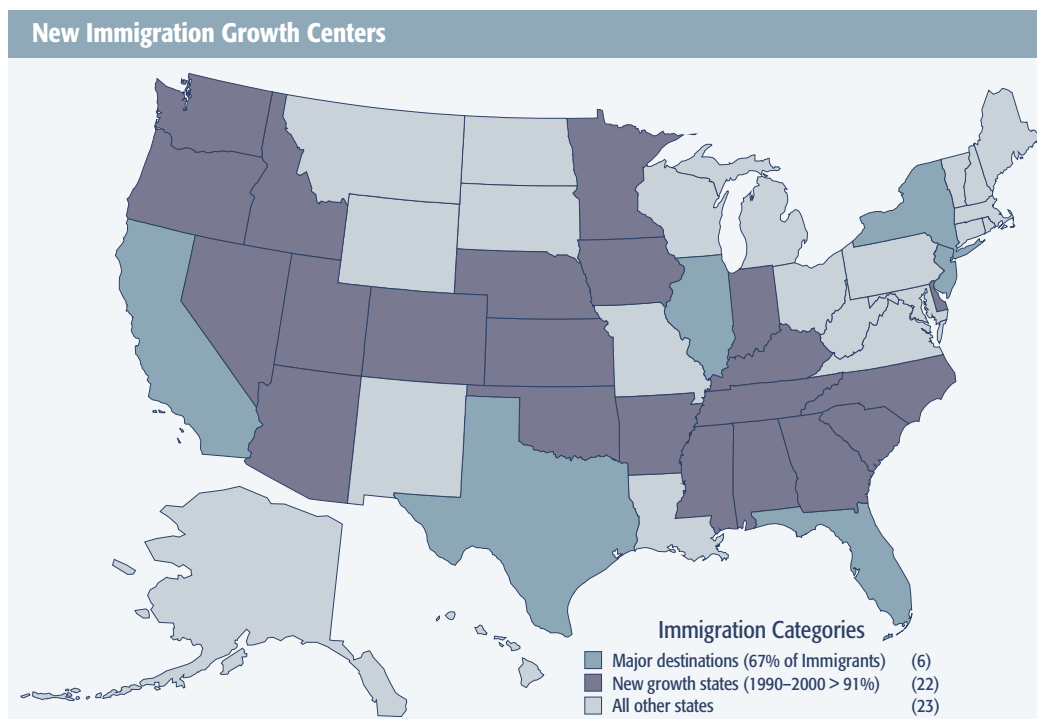 New Immigration Growth Centers
Immigration Categories
Major destinations (67% of Immigrants) (6)
New growth states (1990–2000 > 91%) (22)
All other states (23)